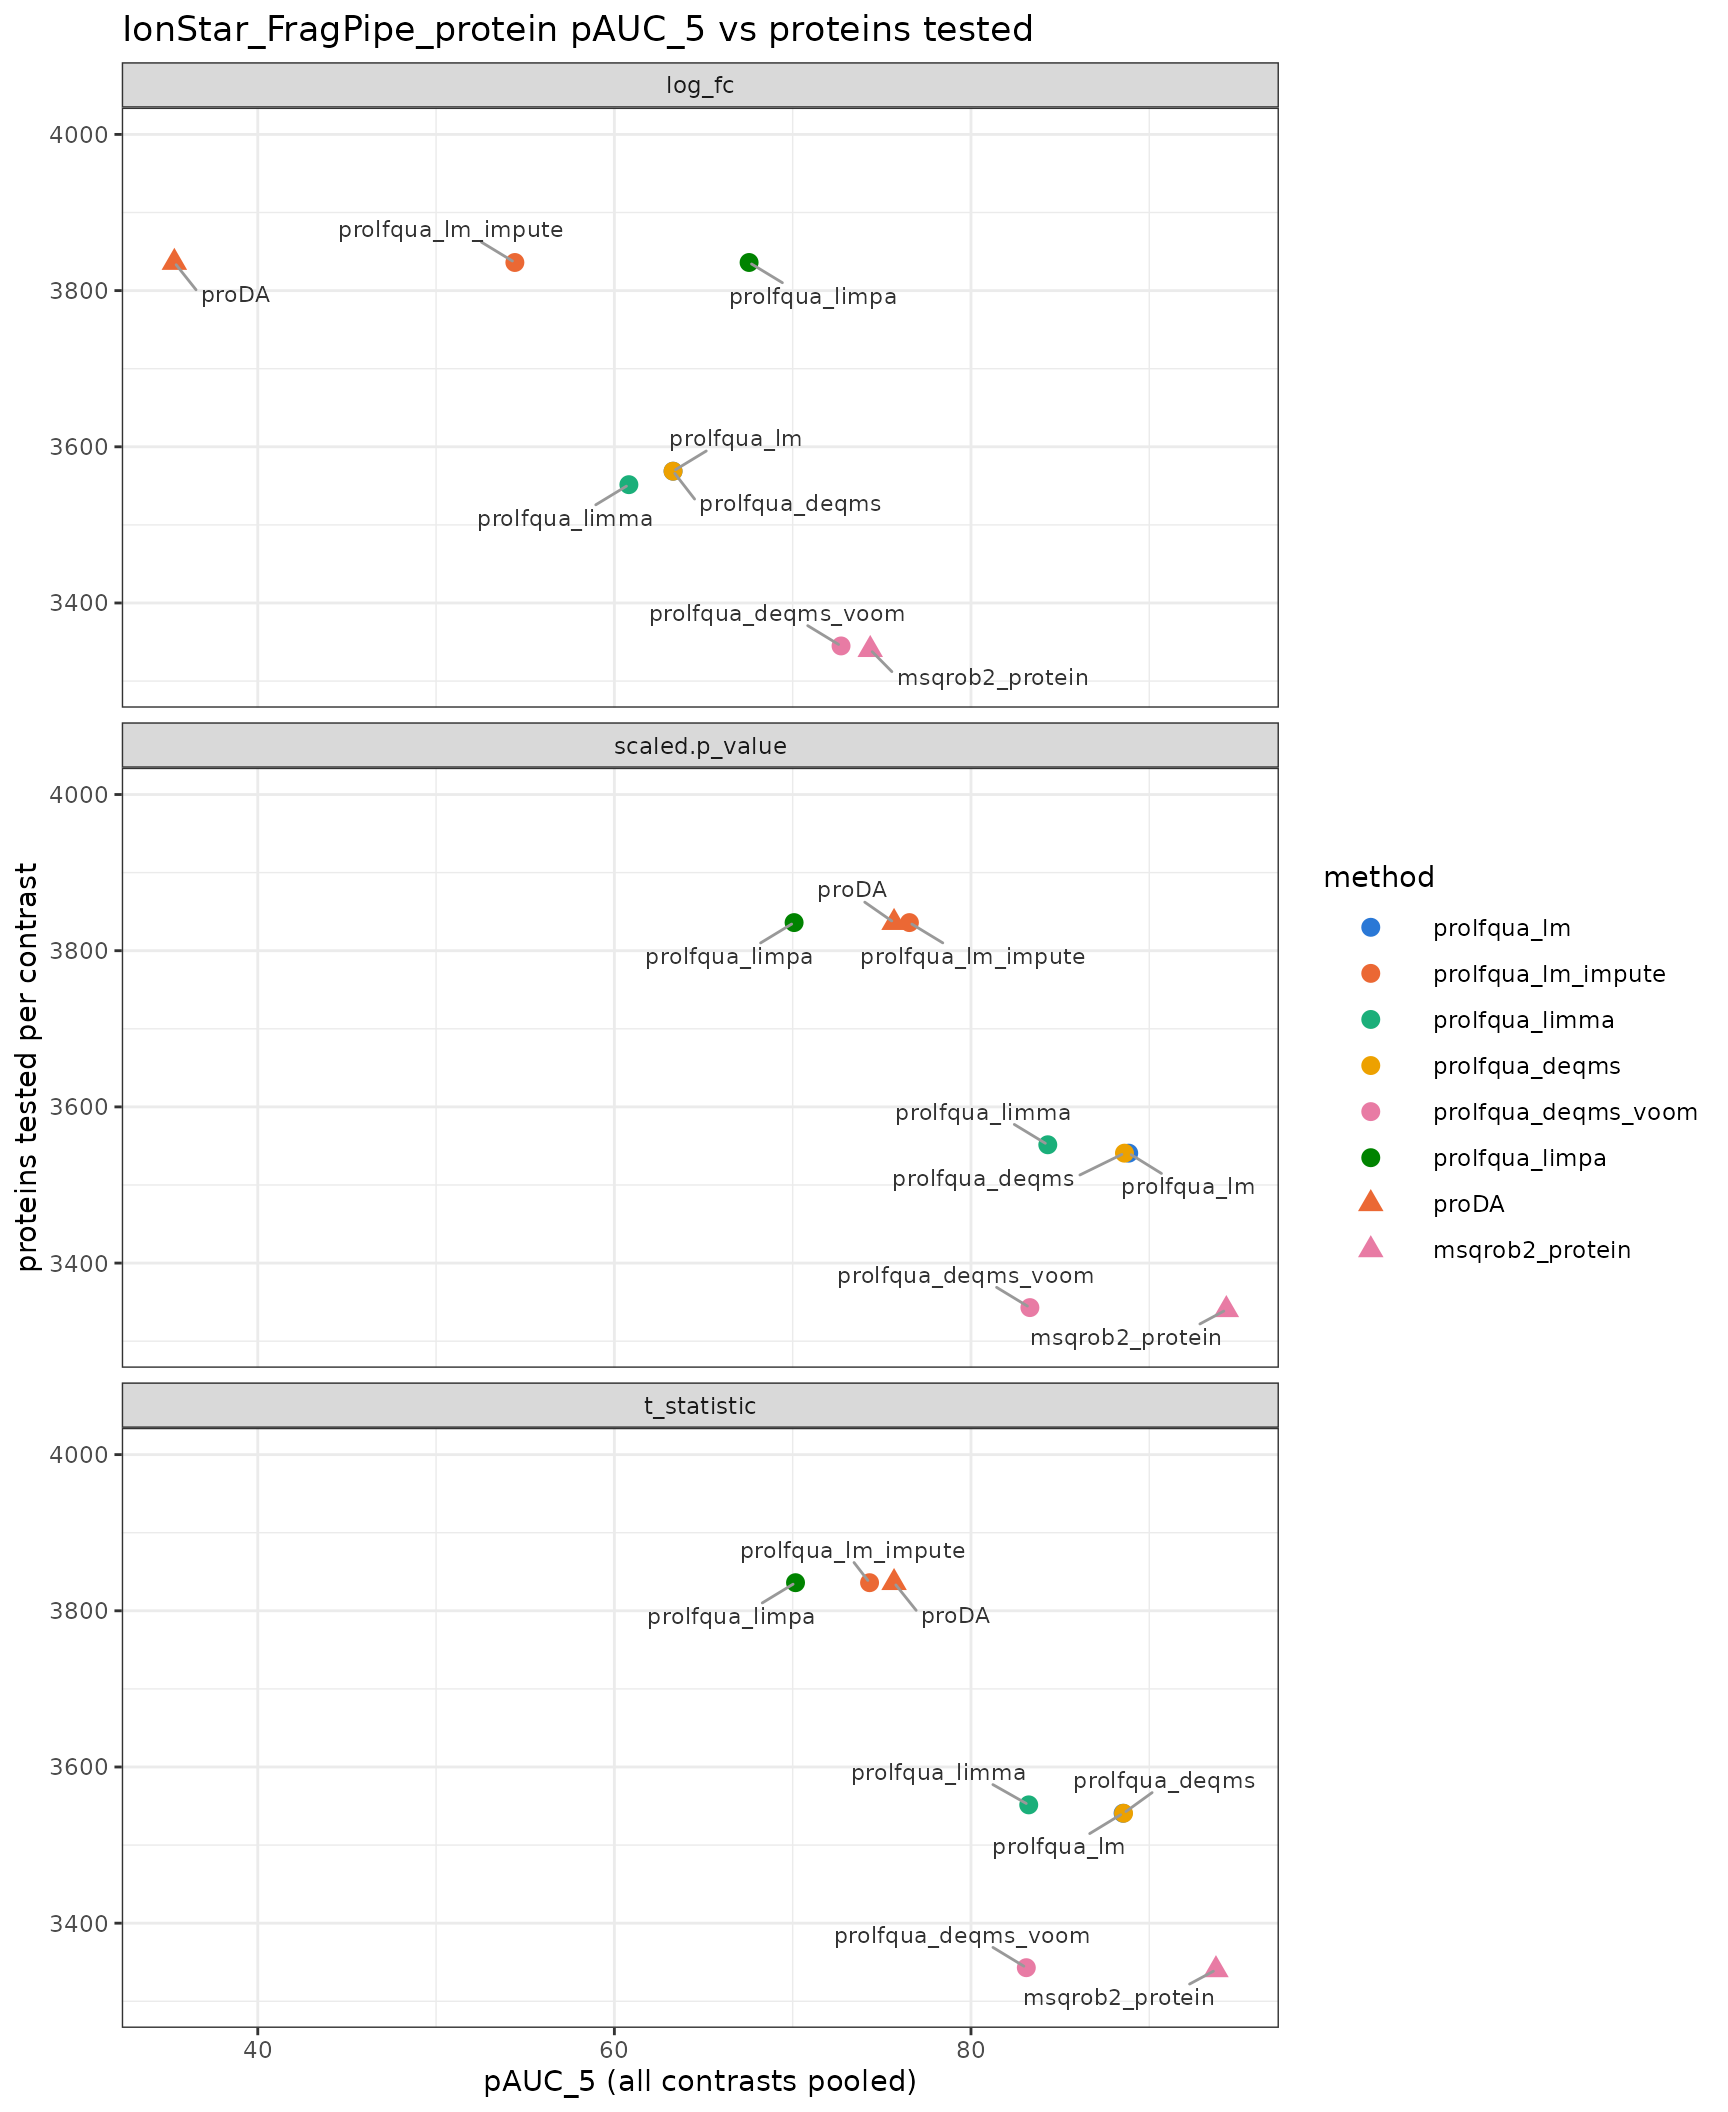 IonStar_FragPipe_protein pAUC_5 vs proteins tested
log_fc
4000
3800
3600
3400
prolfqua_lm_impute
proDA
prolfqua_limpa
prolfqua_lm
prolfqua_deqms
prolfqua_limma
prolfqua_deqms_voom
msqrob2_protein
scaled.p_value
4000
3800
3600
3400
proDA
prolfqua_limpa
prolfqua_lm_impute
prolfqua_limma
prolfqua_deqms
prolfqua_lm
prolfqua_deqms_voom
msqrob2_protein
t_statistic
4000
3800
3600
3400
prolfqua_lm_impute
prolfqua_limpa
proDA
prolfqua_limma
prolfqua_deqms
prolfqua_lm
prolfqua_deqms_voom
msqrob2_protein
40
60
80
pAUC_5 (all contrasts pooled)
proteins tested per contrast
method
prolfqua_lm
prolfqua_lm_impute
prolfqua_limma
prolfqua_deqms
prolfqua_deqms_voom
prolfqua_limpa
proDA
msqrob2_protein